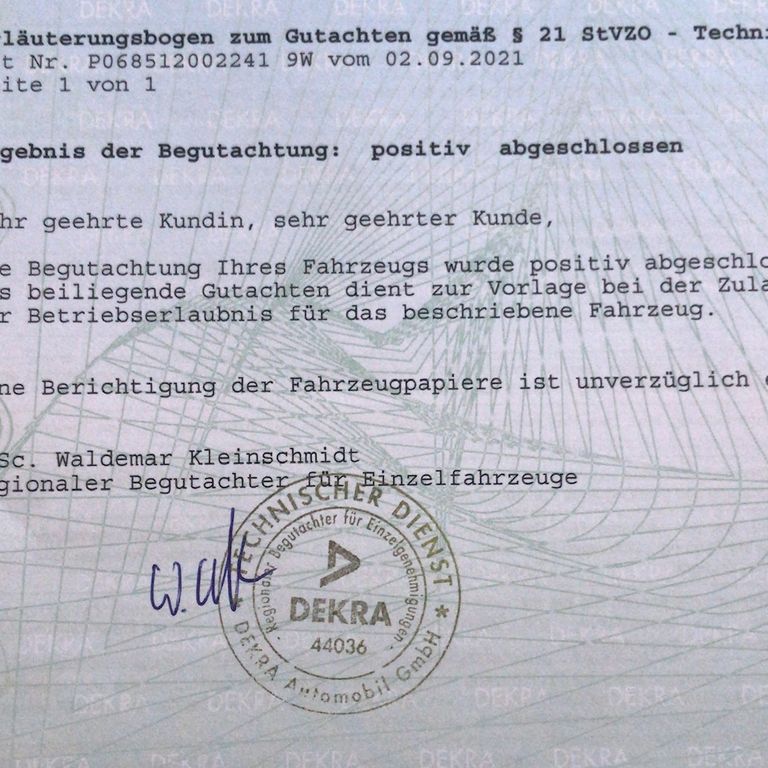 läuterungsbogen zum Gutachten gemäß § 21 StVZO - Techni
t Nr. P068512002241 9W vom 02.09.2021
ite 1 von 1
gebnis der Begutachtung: positiv abgeschlossen
hr geehrte Kundin, sehr geehrter Kunde,
e Begutachtung Ihres Fahrzeugs wurde positiv abgeschlo
s beiliegende Gutachten dient zur Vorlage bei der Zula
r Betriebserlaubnis für das beschriebene Fahrzeug.
ne Berichtigung der Fahrzeugpapiere ist unverzüglich
Sc. Waldemar Kleinschmidt
gionaler Begutachter für Einzelfahrzeuge
TECHNISCHER DIENST
Regionaler Begutachter für Einzelgenehmigungen
DEKRA
44036
* DEKRA Automobil GmbH *